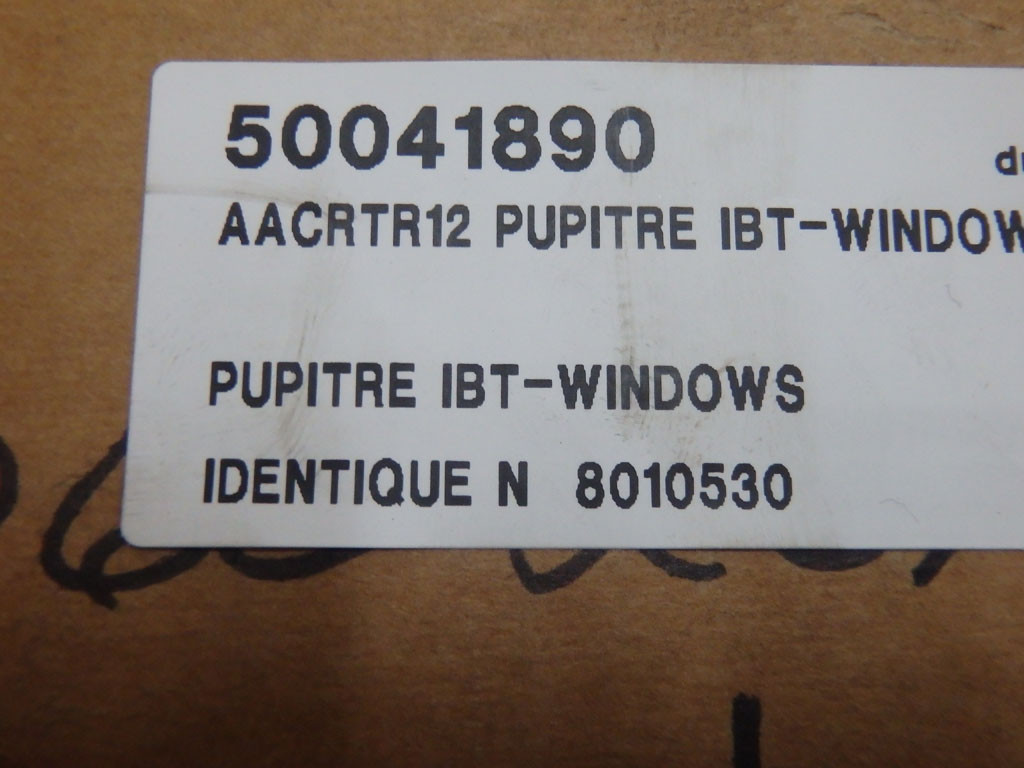 50041890
AACRTR12 PUPITRE IBT-WINDOW
PUPITRE IBT-WINDOWS
IDENTIQUE N 8010530